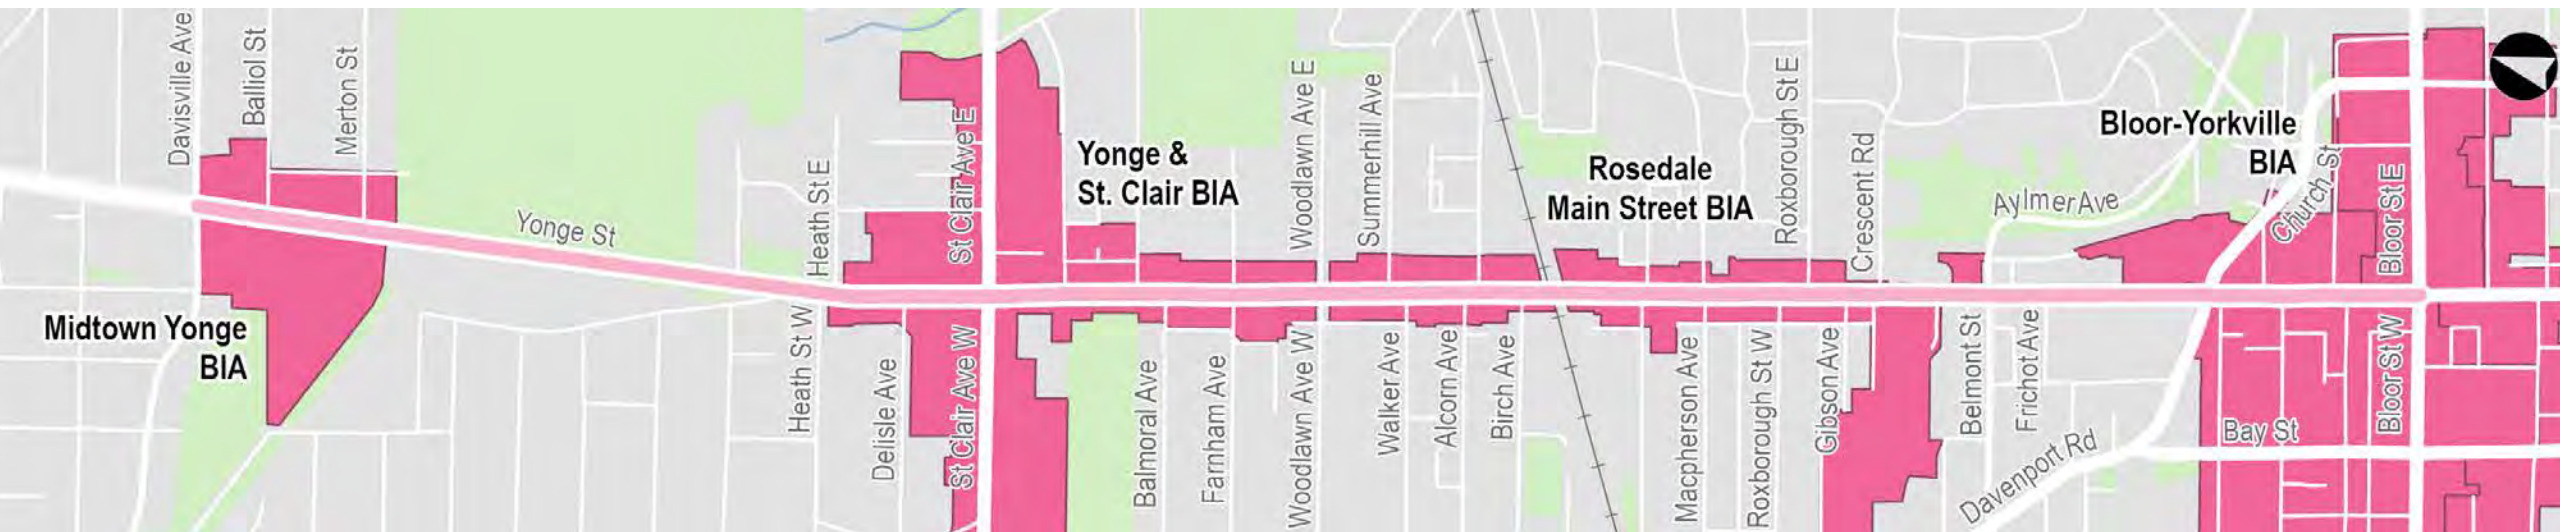 Davisville Ave
Balliol St
Merton St
Yonge St
Midtown Yonge
BIA
Heath St E
Heath St W
Delisle Ave
St Clair Ave E
St Clair Ave W
Yonge &
St. Clair BIA
Balmoral Ave
Farnham Ave
Woodlawn Ave E
Woodlawn Ave W
Summerhill Ave
Walker Ave
Alcorn Ave
Birch Ave
Rosedale
Main Street BIA
Macpherson Ave
Roxborough St E
Roxborough St W
Crescent Rd
Gibson Ave
Belmont St
Frichot Ave
Aylmer Ave
Davenport Rd
Bloor-Yorkville
BIA
Church St
Bay St
Bloor St E
Bloor St W